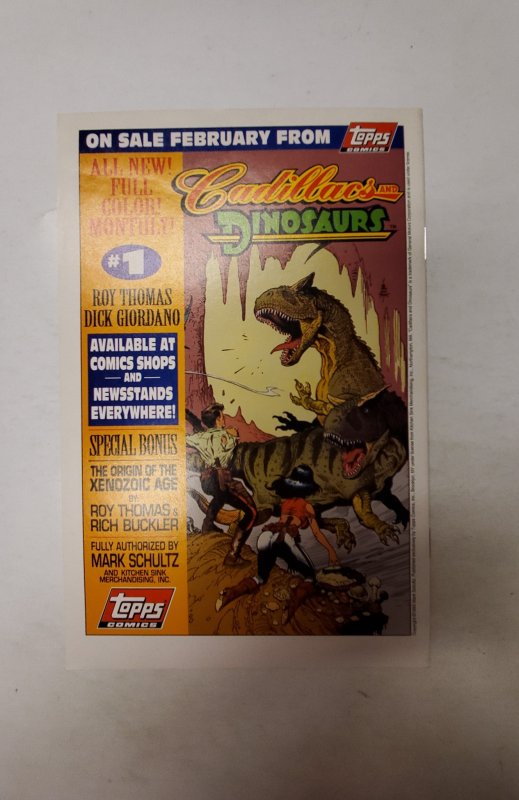 ON SALE FEBRUARY FROM
topps
COMICS
ALL NEW!
FULL
COLOR!
MONTHLY!
#1
ROY THOMAS
DICK GIORDANO
AVAILABLE AT
COMICS SHOPS
— AND —
NEWSSTANDS
EVERYWHERE!
SPECIAL BONUS
THE ORIGIN OF THE
XENOZOIC AGE
BY
ROY THOMAS &
RICH BUCKLER
FULLY AUTHORIZED BY
MARK SCHULTZ
AND KITCHEN SINK
MERCHANDISING, INC.
topps
COMICS
Cadillacs AND
DINOSAURS